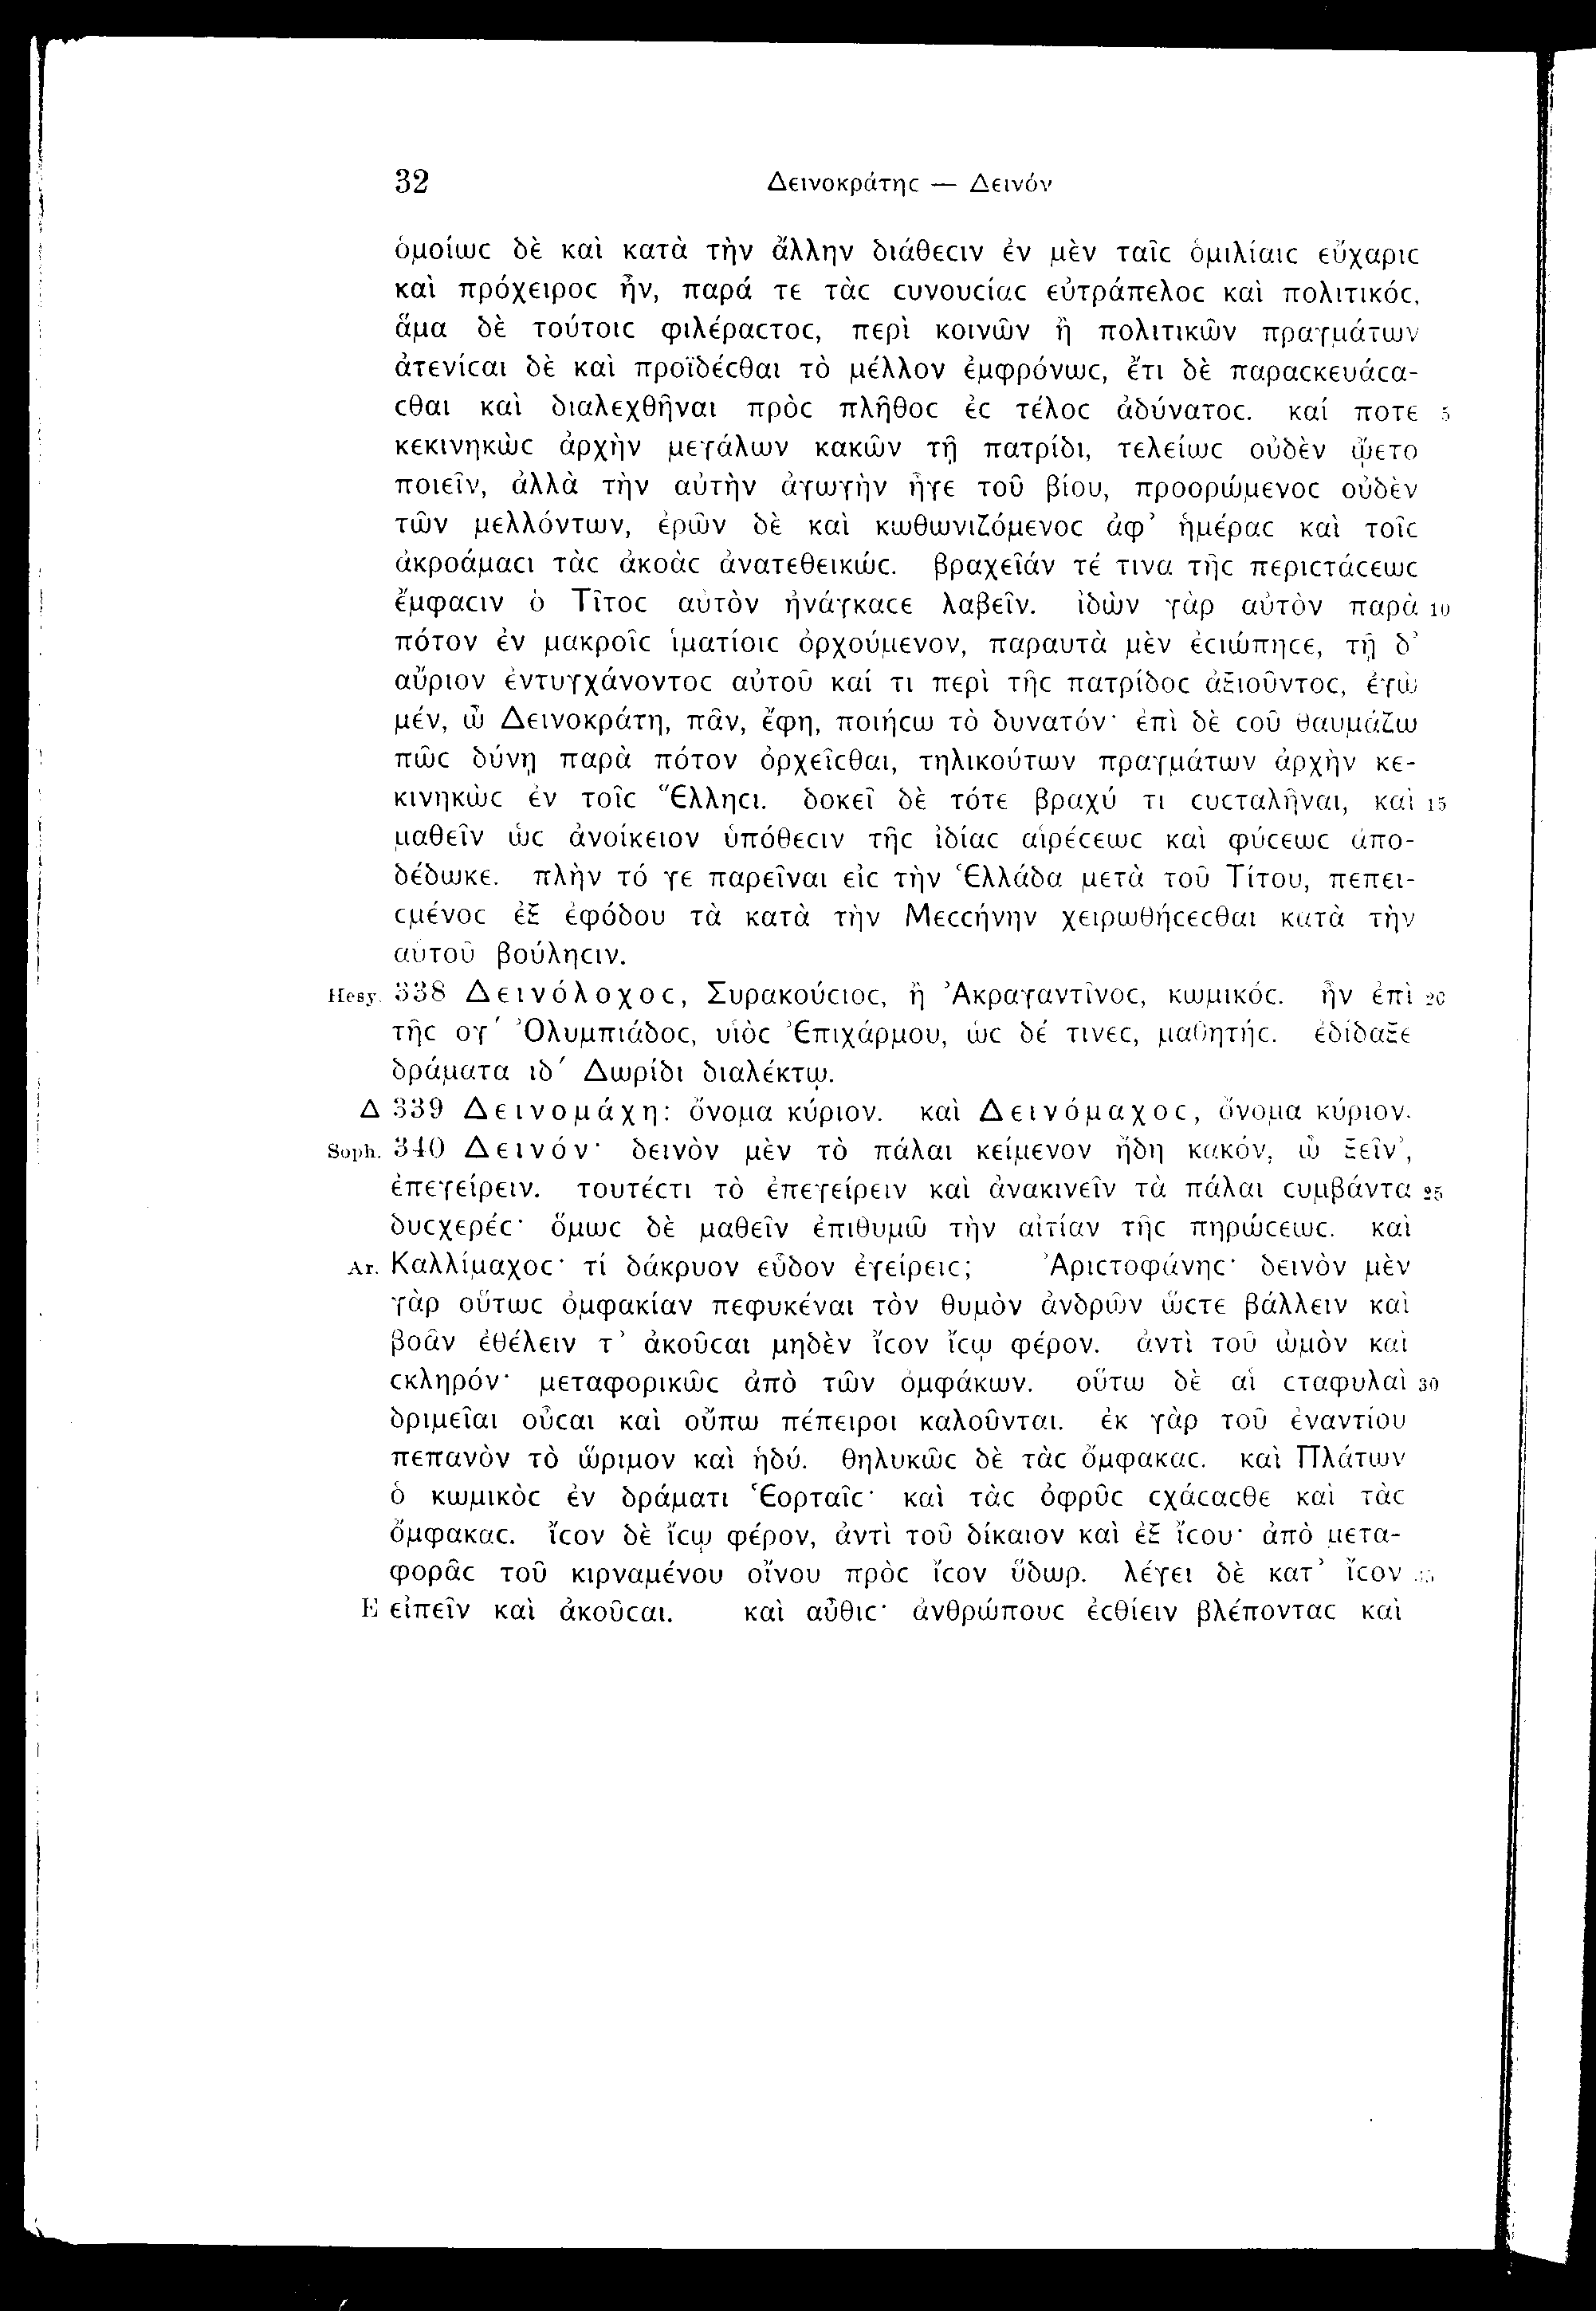 32 Δεινοκράτηϲ — Δεινόν
ὁμοίωϲ δὲ καὶ κατὰ τὴν ἄλλην διάθεϲιν ἐν μὲν ταῖϲ ὁμιλίαιϲ εὔχαριϲ
καὶ πρόχειροϲ ἦν, παρά τε τὰϲ ϲυνουϲίαϲ εὐτράπελοϲ καὶ πολιτικόϲ,
ἅμα δὲ τούτοιϲ φιλέραϲτοϲ, περὶ κοινῶν ἢ πολιτικῶν πραγμάτων
ἀτενίϲαι δὲ καὶ προϊδέϲθαι τὸ μέλλον ἐμφρόνωϲ, ἔτι δὲ παραϲκευάϲα-
ϲθαι καὶ διαλεχθῆναι πρὸϲ πλῆθοϲ ἐϲ τέλοϲ ἀδύνατοϲ. καί ποτε 5
κεκινηκὼϲ ἀρχὴν μεγάλων κακῶν τῇ πατρίδι, τελείωϲ οὐδὲν ᾤετο
ποιεῖν, ἀλλὰ τὴν αὐτὴν ἀγωγὴν ἦγε τοῦ βίου, προορώμενοϲ οὐδὲν
τῶν μελλόντων, ἐρῶν δὲ καὶ κωθωνιζόμενοϲ ἀφ’ ἡμέραϲ καὶ τοῖϲ
ἀκροάμαϲι τὰϲ ἀκοὰϲ ἀνατεθεικώϲ. βραχεῖάν τέ τινα τῆϲ περιϲτάϲεωϲ
ἔμφαϲιν ὁ Τῖτοϲ αὐτὸν ἠνάγκαϲε λαβεῖν. ἰδὼν γὰρ αὐτὸν παρὰ 10
πότον ἐν μακροῖϲ ἱματίοιϲ ὀρχούμενον, παραυτὰ μὲν ἐϲιώπηϲε, τῇ δ’
αὔριον ἐντυγχάνοντοϲ αὐτοῦ καί τι περὶ τῆϲ πατρίδοϲ ἀξιοῦντοϲ, ἐγὼ
μέν, ὦ Δεινοκράτη, πᾶν, ἔφη, ποιήϲω τὸ δυνατόν· ἐπὶ δὲ ϲοῦ θαυμάζω
πῶϲ δύνῃ παρὰ πότον ὀρχεῖϲθαι, τηλικούτων πραγμάτων ἀρχὴν κε-
κινηκὼϲ ἐν τοῖϲ Ἕλληϲι. δοκεῖ δὲ τότε βραχύ τι ϲυϲταλῆναι, καὶ 15
μαθεῖν ὡϲ ἀνοίκειον ὑπόθεϲιν τῆϲ ἰδίαϲ αἱρέϲεωϲ καὶ φύϲεωϲ ἀπο-
δέδωκε. πλὴν τό γε παρεῖναι εἰϲ τὴν Ἑλλάδα μετὰ τοῦ Τίτου, πεπει-
ϲμένοϲ ἐξ ἐφόδου τὰ κατὰ τὴν Μεϲϲήνην χειρωθήϲεϲθαι κατὰ τὴν
αὑτοῦ βούληϲιν.
Hesy. 338 Δεινόλοχοϲ, Συρακούϲιοϲ, ἢ Ἀκραγαντῖνοϲ, κωμικόϲ. ἦν ἐπὶ 20
τῆϲ ογ′ Ὀλυμπιάδοϲ, υἱὸϲ Ἐπιχάρμου, ὡϲ δέ τινεϲ, μαθητήϲ. ἐδίδαξε
δράματα ιδ′ Δωρίδι διαλέκτῳ.
Δ 339 Δεινομάχη: ὄνομα κύριον. καὶ Δεινόμαχοϲ, ὄνομα κύριον.
Soph. 340 Δεινόν· δεινὸν μὲν τὸ πάλαι κείμενον ἤδη κακόν, ὦ ξεῖν’,
ἐπεγείρειν. τουτέϲτι τὸ ἐπεγείρειν καὶ ἀνακινεῖν τὰ πάλαι ϲυμβάντα 25
δυϲχερέϲ· ὅμωϲ δὲ μαθεῖν ἐπιθυμῶ τὴν αἰτίαν τῆϲ πηρώϲεωϲ. καὶ
Ar. Καλλίμαχοϲ· τί δάκρυον εὗδον ἐγείρειϲ; Ἀριϲτοφάνηϲ· δεινὸν μὲν
γὰρ οὕτωϲ ὀμφακίαν πεφυκέναι τὸν θυμὸν ἀνδρῶν ὥϲτε βάλλειν καὶ
βοᾶν ἐθέλειν τ’ ἀκοῦϲαι μηδὲν ἴϲον ἴϲῳ φέρον. ἀντὶ τοῦ ὠμὸν καὶ
ϲκληρόν· μεταφορικῶϲ ἀπὸ τῶν ὀμφάκων. οὕτω δὲ αἱ ϲταφυλαὶ 30
δριμεῖαι οὖϲαι καὶ οὔπω πέπειροι καλοῦνται. ἐκ γὰρ τοῦ ἐναντίου
πεπανὸν τὸ ὥριμον καὶ ἡδύ. θηλυκῶϲ δὲ τὰϲ ὄμφακαϲ. καὶ Πλάτων
ὁ κωμικὸϲ ἐν δράματι Ἑορταῖϲ· καὶ τὰϲ ὀφρῦϲ ϲχάϲαϲθε καὶ τὰϲ
ὄμφακαϲ. ἴϲον δὲ ἴϲῳ φέρον, ἀντὶ τοῦ δίκαιον καὶ ἐξ ἴϲου· ἀπὸ μετα-
φορᾶϲ τοῦ κιρναμένου οἴνου πρὸϲ ἴϲον ὕδωρ. λέγει δὲ κατ’ ἴϲον 35
E εἰπεῖν καὶ ἀκοῦϲαι. καὶ αὖθιϲ· ἀνθρώπουϲ ἐϲθίειν βλέπονταϲ καὶ